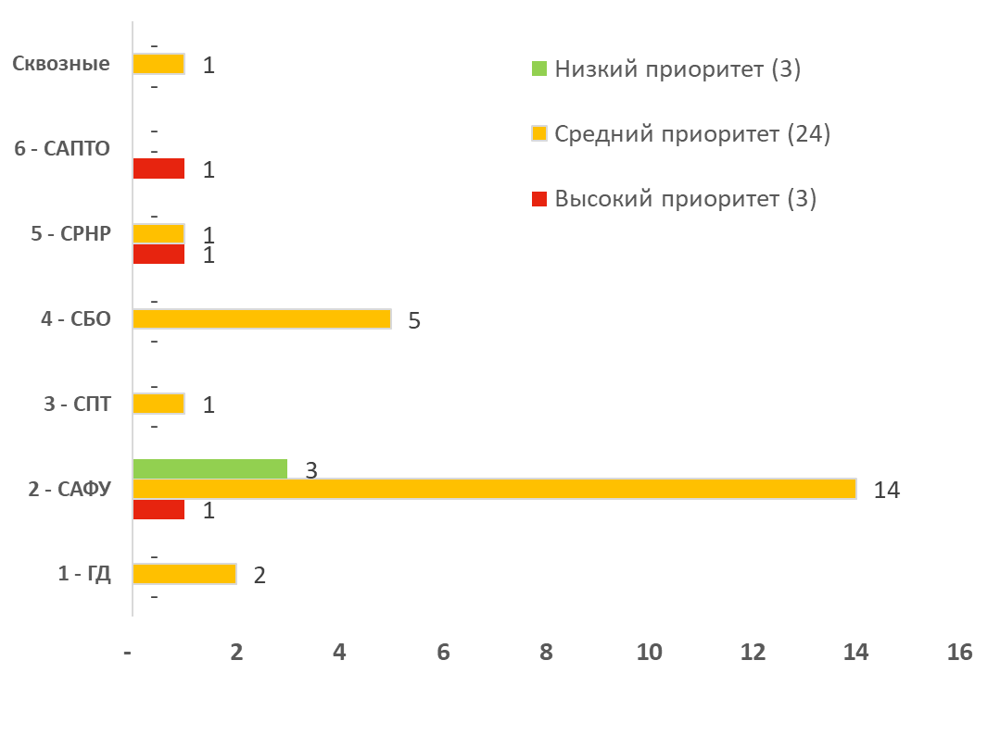 -
Сквозные 1
-
-
6 - САПТО -
1
-
5 - СРНР 1
1
-
4 - СБО 5
-
-
3 - СПТ 1
-
3
2 - САФУ 14
1
-
1 - ГД 2
-
- 2 4 6 8 10 12 14 16
Низкий приоритет (3)
Средний приоритет (24)
Высокий приоритет (3)